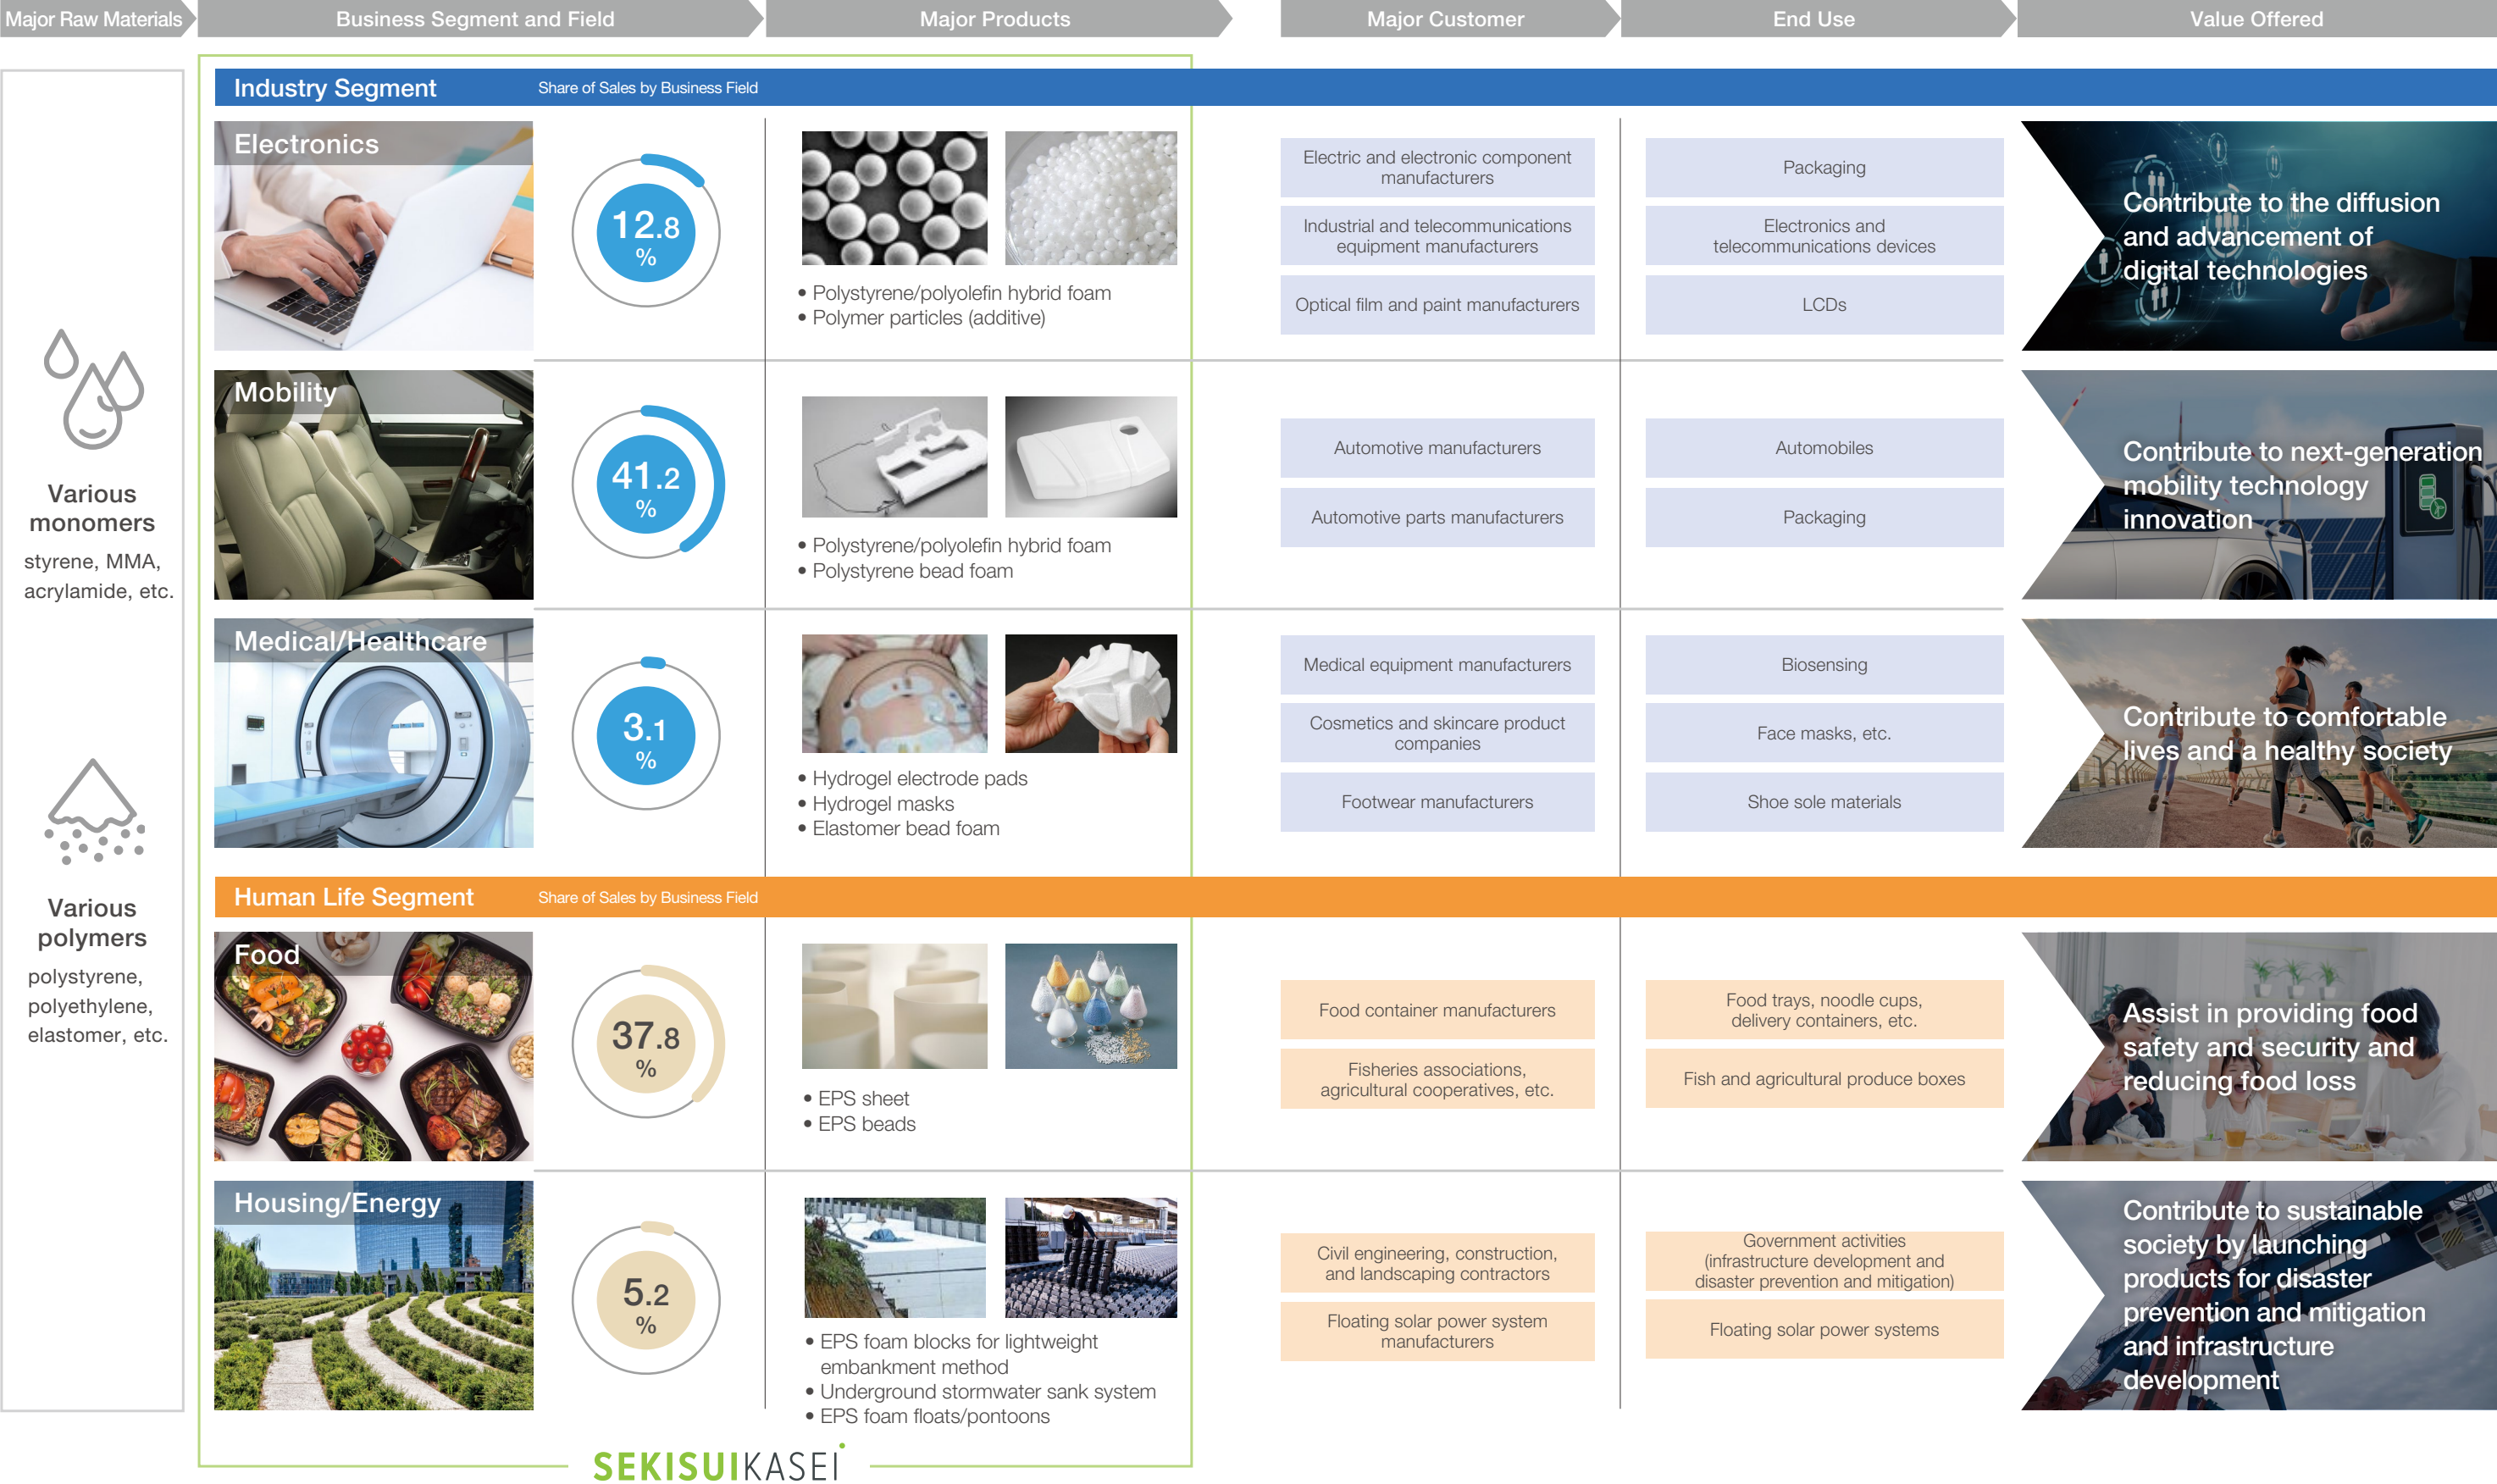 Major Raw Materials
Business Segment and Field
Major Products
Major Customer
End Use
Value Offered
Various
monomers
styrene, MMA,
acrylamide, etc.
Various
polymers
polystyrene,
polyethylene,
elastomer, etc.
Industry Segment
Share of Sales by Business Field
Electronics
12.8
%
• Polystyrene/polyolefin hybrid foam
• Polymer particles (additive)
Electric and electronic component
manufacturers
Industrial and telecommunications
equipment manufacturers
Optical film and paint manufacturers
Packaging
Electronics and
telecommunications devices
LCDs
Contribute to the diffusion
and advancement of
digital technologies
Mobility
41.2
%
• Polystyrene/polyolefin hybrid foam
• Polystyrene bead foam
Automotive manufacturers
Automotive parts manufacturers
Automobiles
Packaging
Contribute to next-generation
mobility technology
innovation
Medical/Healthcare
3.1
%
• Hydrogel electrode pads
• Hydrogel masks
• Elastomer bead foam
Medical equipment manufacturers
Cosmetics and skincare product
companies
Footwear manufacturers
Biosensing
Face masks, etc.
Shoe sole materials
Contribute to comfortable
lives and a healthy society
Human Life Segment
Share of Sales by Business Field
Food
37.8
%
• EPS sheet
• EPS beads
Food container manufacturers
Fisheries associations,
agricultural cooperatives, etc.
Food trays, noodle cups,
delivery containers, etc.
Fish and agricultural produce boxes
Assist in providing food
safety and security and
reducing food loss
Housing/Energy
5.2
%
• EPS foam blocks for lightweight
embankment method
• Underground stormwater sank system
• EPS foam floats/pontoons
Civil engineering, construction,
and landscaping contractors
Floating solar power system
manufacturers
Government activities
(infrastructure development and
disaster prevention and mitigation)
Floating solar power systems
Contribute to sustainable
society by launching
products for disaster
prevention and mitigation
and infrastructure
development
SEKISUIKASEI